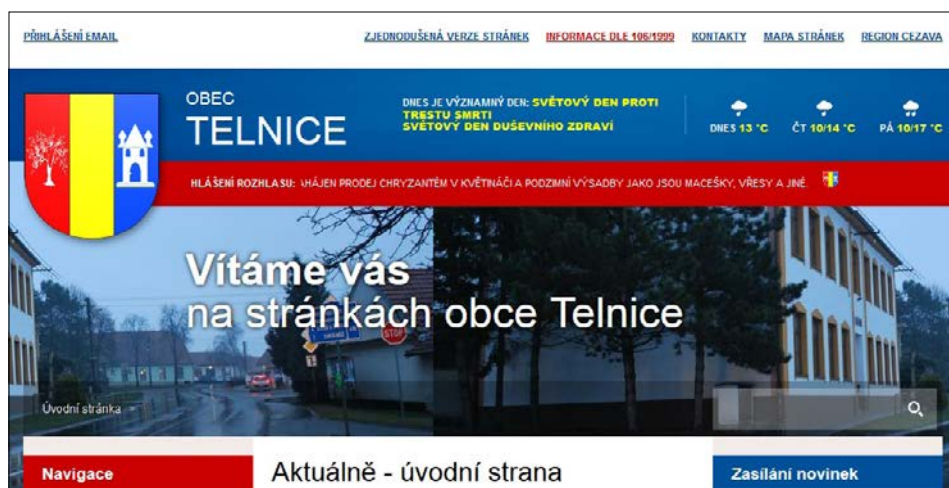 PŘIHLÁŠENÍ EMAIL
ZJEDNODUŠENÁ VERZE STRÁNEK INFORMACE DLE 106/1999 KONTAKTY MAPA STRÁNEK REGION CEZAVA
OBEC
TELNICE
DNES JE VÝZNAMNÝ DEN: SVĚTOVÝ DEN PROTI
TRESTU SMRTI
SVĚTOVÝ DEN DUŠEVNÍHO ZDRAVÍ
DNES 13 °C ČT 10/14 °C PÁ 10/17 °C
HLÁŠENÍ ROZHLASU: AHÁJEN PRODEJ CHRYZANTÉM V KVĚTINÁČI A PODZIMNÍ VÝSADBY JAKO JSOU MACEŠKY, VŘESY A JINÉ.
Vítáme vás
na stránkách obce Telnice
STOP
Úvodní stránka
Navigace
Aktuálně - úvodní strana
Zasílání novinek